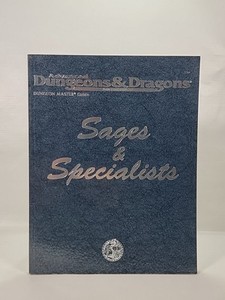 Advanced
Dungeons & Dragons
DUNGEON MASTER® Guide
Sages
&
Specialists